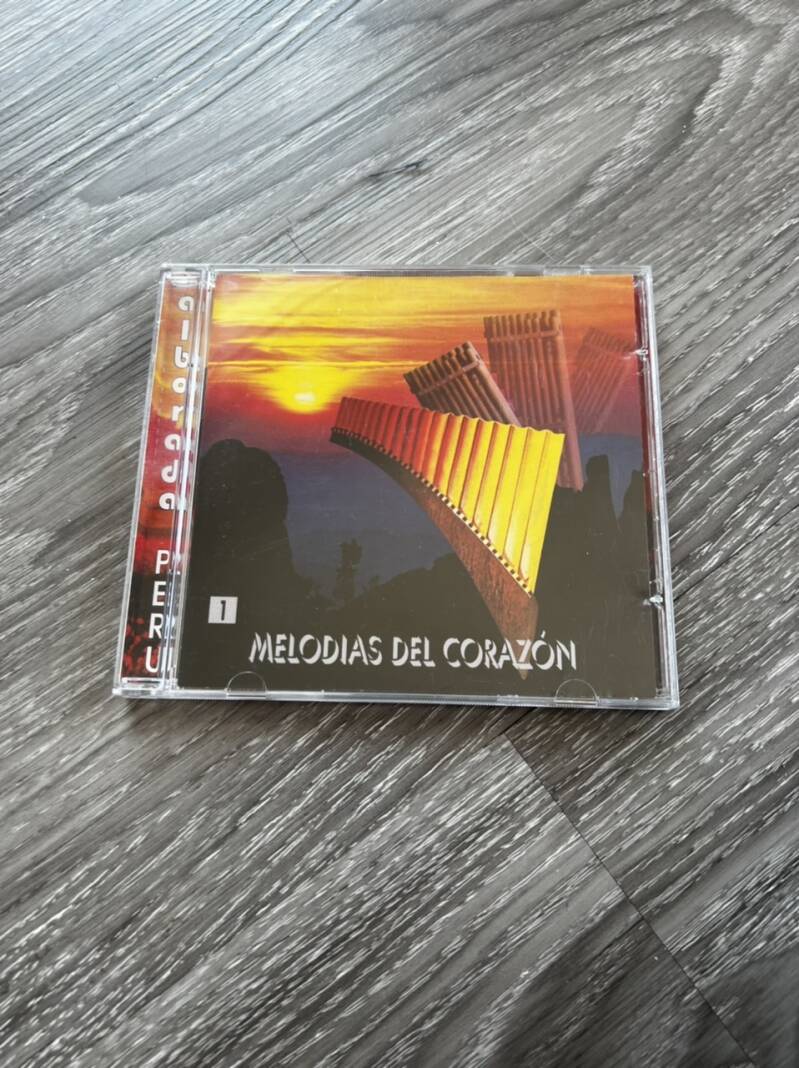 alborada
PERU
1
MELODIAS DEL CORAZÓN